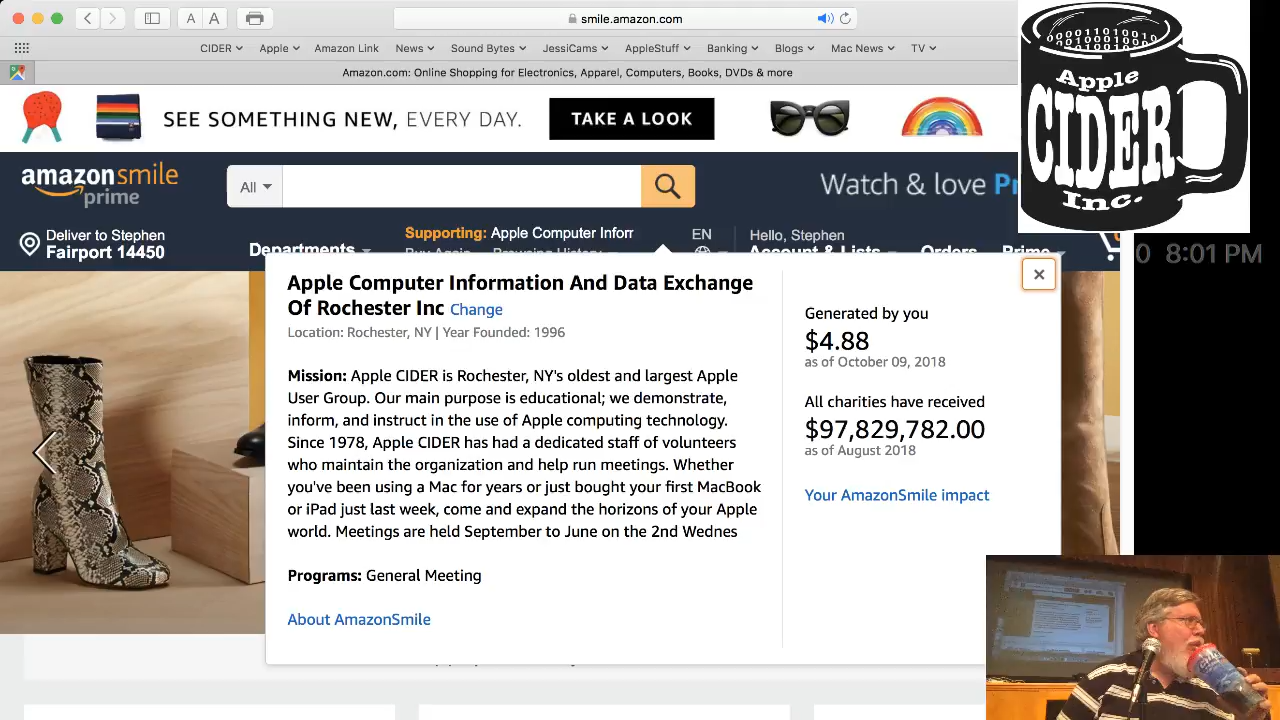 smile.amazon.com
A A
CIDER Apple Amazon Link News Sound Bytes JessiCams AppleStuff Banking Blogs Mac News TV
Amazon.com: Online Shopping for Electronics, Apparel, Computers, Books, DVDs & more
SEE SOMETHING NEW, EVERY DAY. TAKE A LOOK
0000110100
Apple
CIDER
Inc.
amazonsmile
prime
All
Watch & love
Deliver to Stephen
Fairport 14450
Departments
Supporting: Apple Computer Inforr
Buy Again Browsing History
EN
Hello, Stephen
Account & Lists Orders Prime
0 8:01 PM
Apple Computer Information And Data Exchange
Of Rochester Inc Change
Location: Rochester, NY | Year Founded: 1996
Mission: Apple CIDER is Rochester, NY's oldest and largest Apple
User Group. Our main purpose is educational; we demonstrate,
inform, and instruct in the use of Apple computing technology.
Since 1978, Apple CIDER has had a dedicated staff of volunteers
who maintain the organization and help run meetings. Whether
you've been using a Mac for years or just bought your first MacBook
or iPad just last week, come and expand the horizons of your Apple
world. Meetings are held September to June on the 2nd Wednes
Programs: General Meeting
About AmazonSmile
Generated by you
$4.88
as of October 09, 2018
All charities have received
$97,829,782.00
as of August 2018
Your AmazonSmile impact